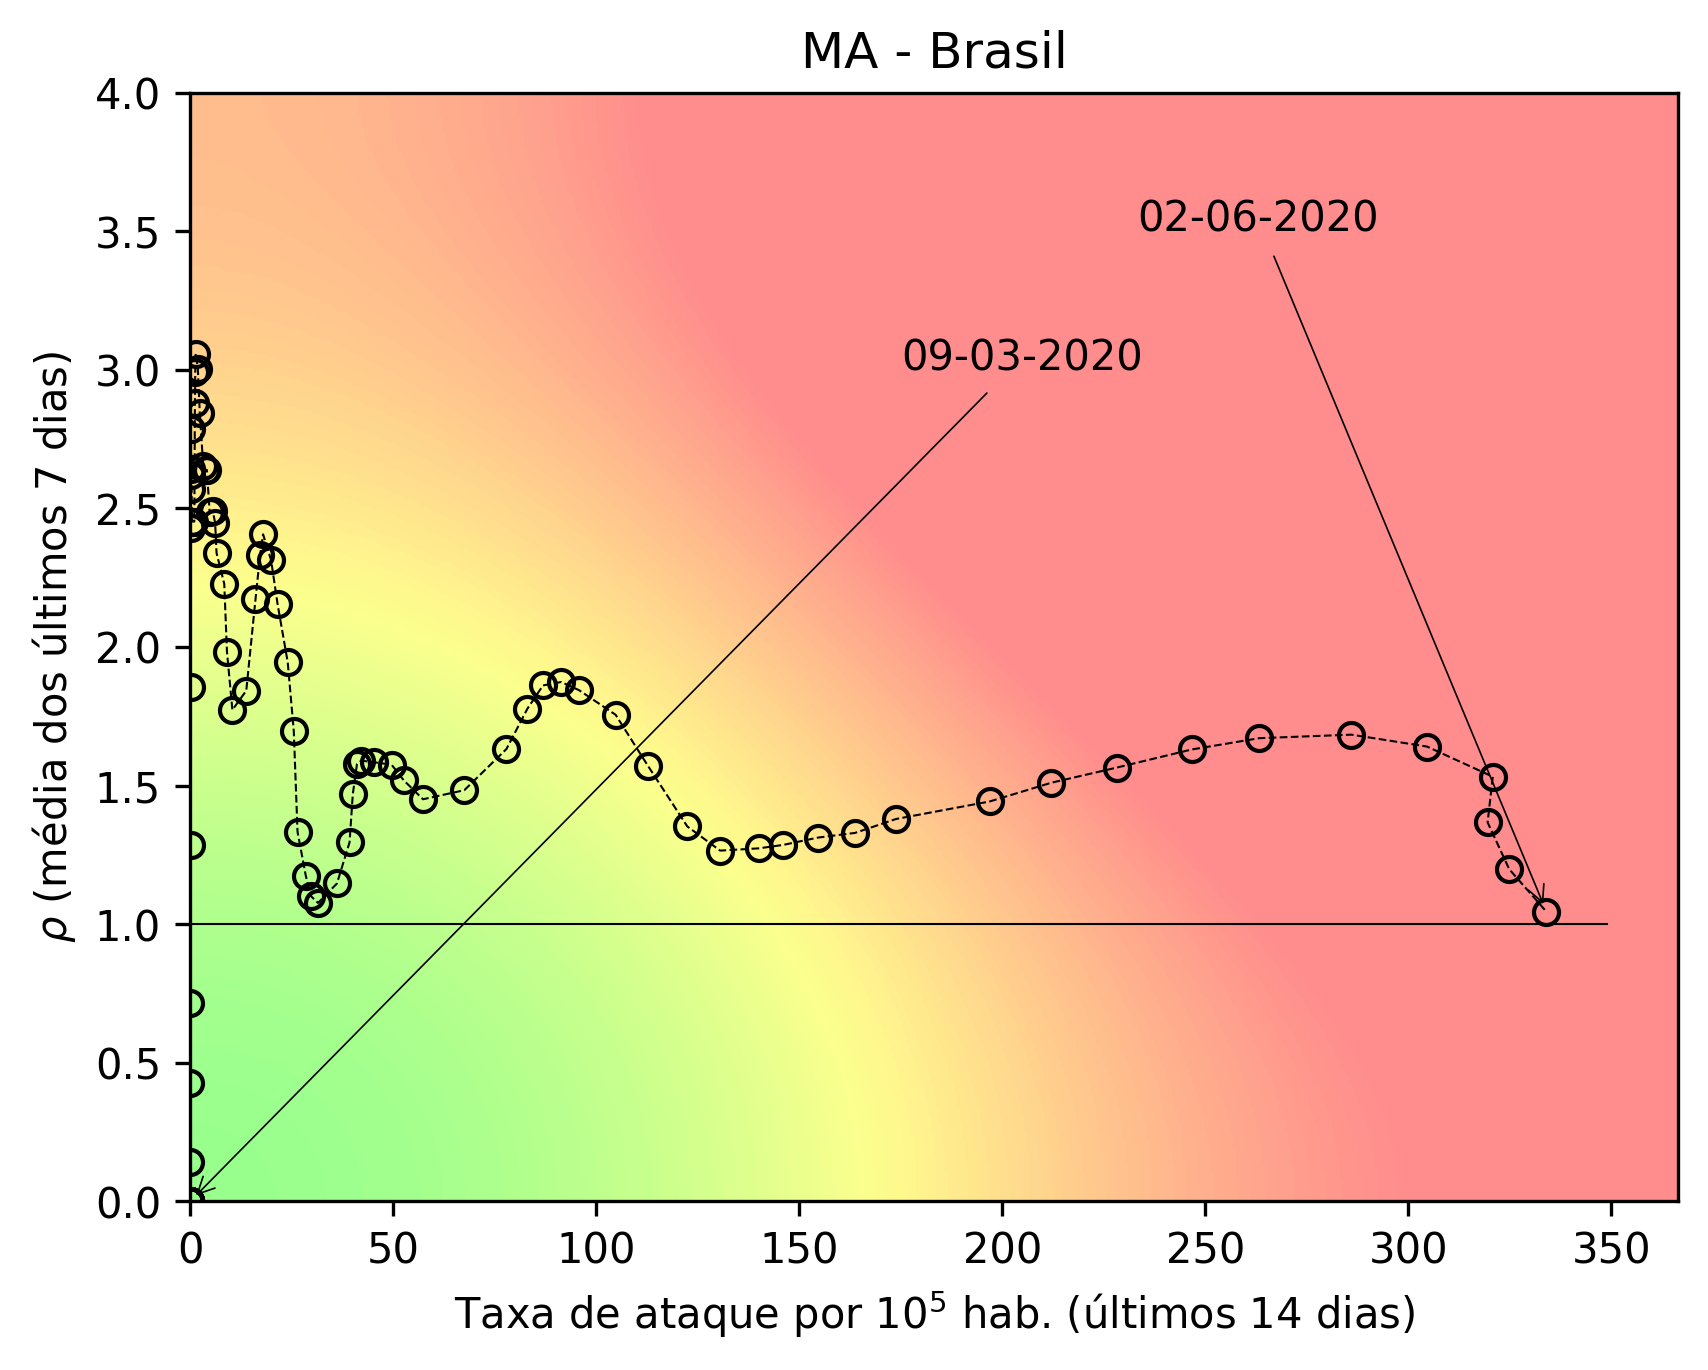 MA - Brasil
4.0
3.5
3.0
2.5
2.0
1.5
1.0
0.5
0.0
ρ (média dos últimos 7 dias)
02-06-2020
09-03-2020
0 50 100 150 200 250 300 350
Taxa de ataque por 10⁵ hab. (últimos 14 dias)